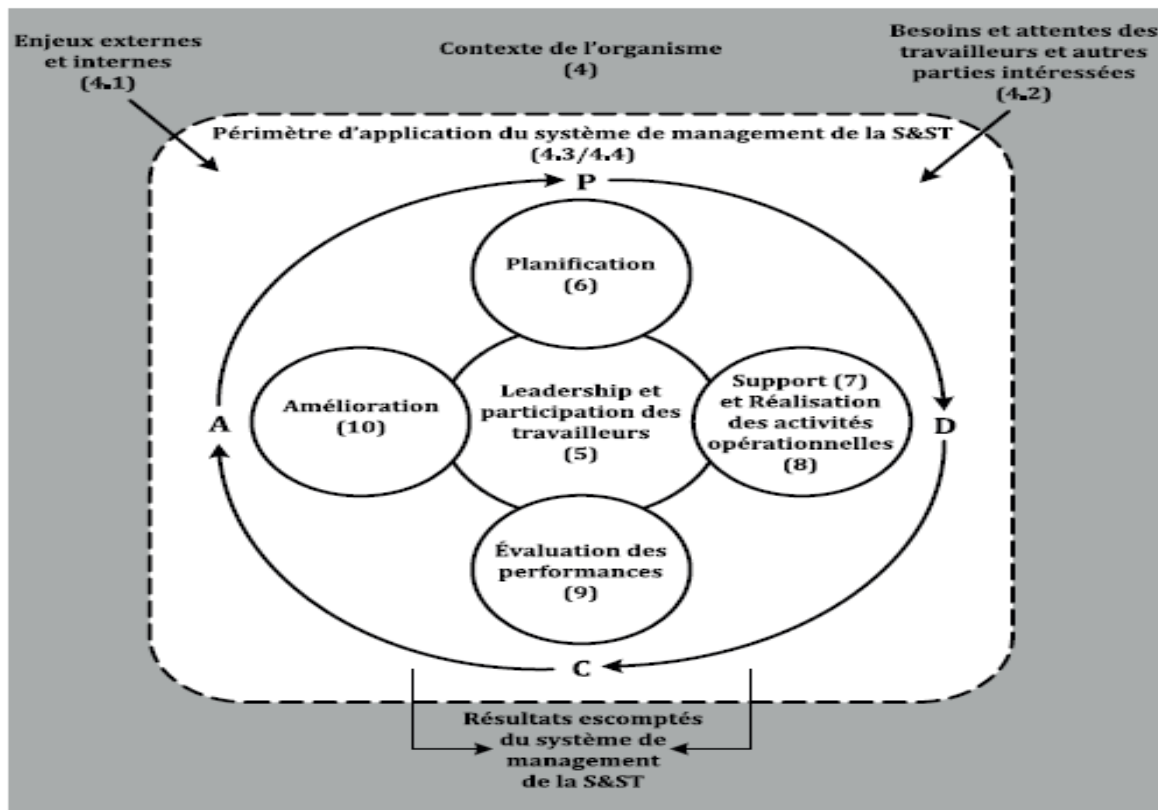 Enjeux externes
et internes
(4.1)
Contexte de l'organisme
(4)
Besoins et attentes des
travailleurs et autres
parties intéressées
(4.2)
Périmètre d'application du système de management de la S&ST
(4.3/4.4)
P
Planification
(6)
A
Amélioration
(10)
Leadership et
participation des
travailleurs
(5)
Support (7)
et Réalisation
des activités
opérationnelles
(8)
D
Évaluation des
performances
(9)
C
Résultats escomptés
du système de
management
de la S&ST